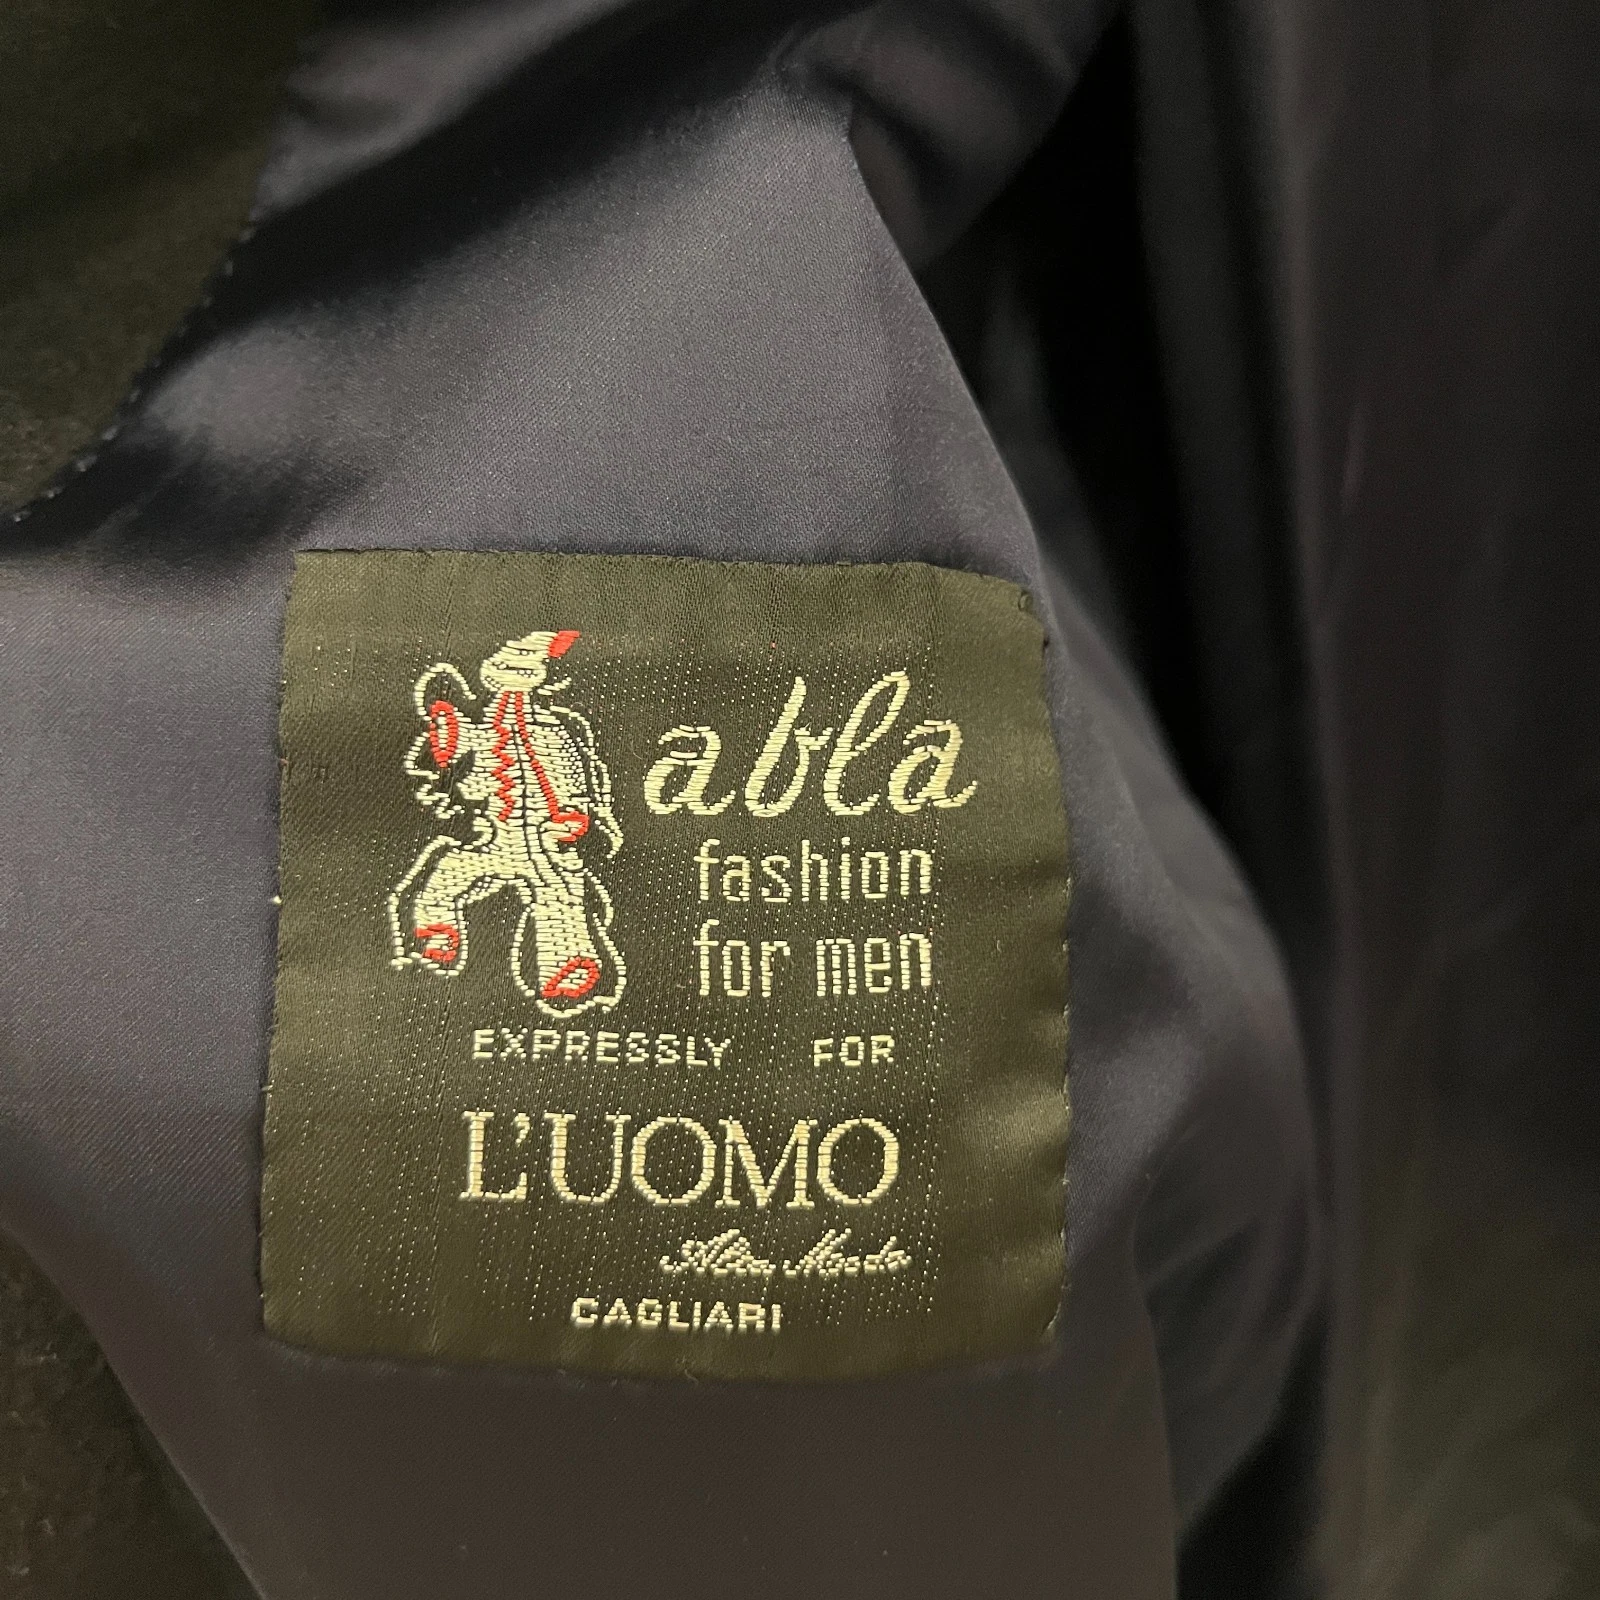 abla
fashion
for men
EXPRESSLY FOR
L'UOMO
Alta Moda
CAGLIARI